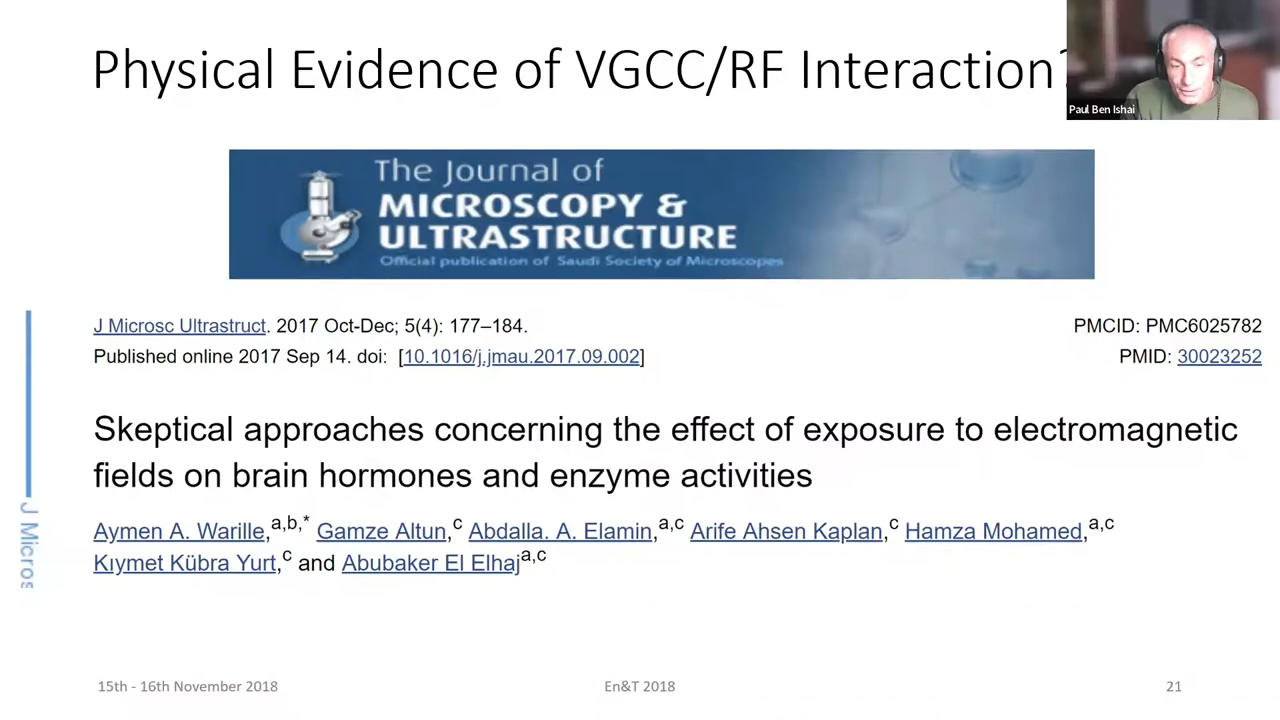 Physical Evidence of VGCC/RF Interaction?
Paul Ben Ishai
The Journal of
MICROSCOPY &
ULTRASTRUCTURE
Official publication of Saudi Society of Microscopes
J Microsc Ultrastruct. 2017 Oct-Dec; 5(4): 177–184.
PMCID: PMC6025782
Published online 2017 Sep 14. doi: [10.1016/j.jmau.2017.09.002]
PMID: 30023252
Skeptical approaches concerning the effect of exposure to electromagnetic
fields on brain hormones and enzyme activities
Aymen A. Warille,a,b,* Gamze Altun,c Abdalla. A. Elamin,a,c Arife Ahsen Kaplan,c Hamza Mohamed,a,c
Kıymet Kübra Yurt,c and Abubaker El Elhaja,c
J Micros
15th - 16th November 2018
En&T 2018
21